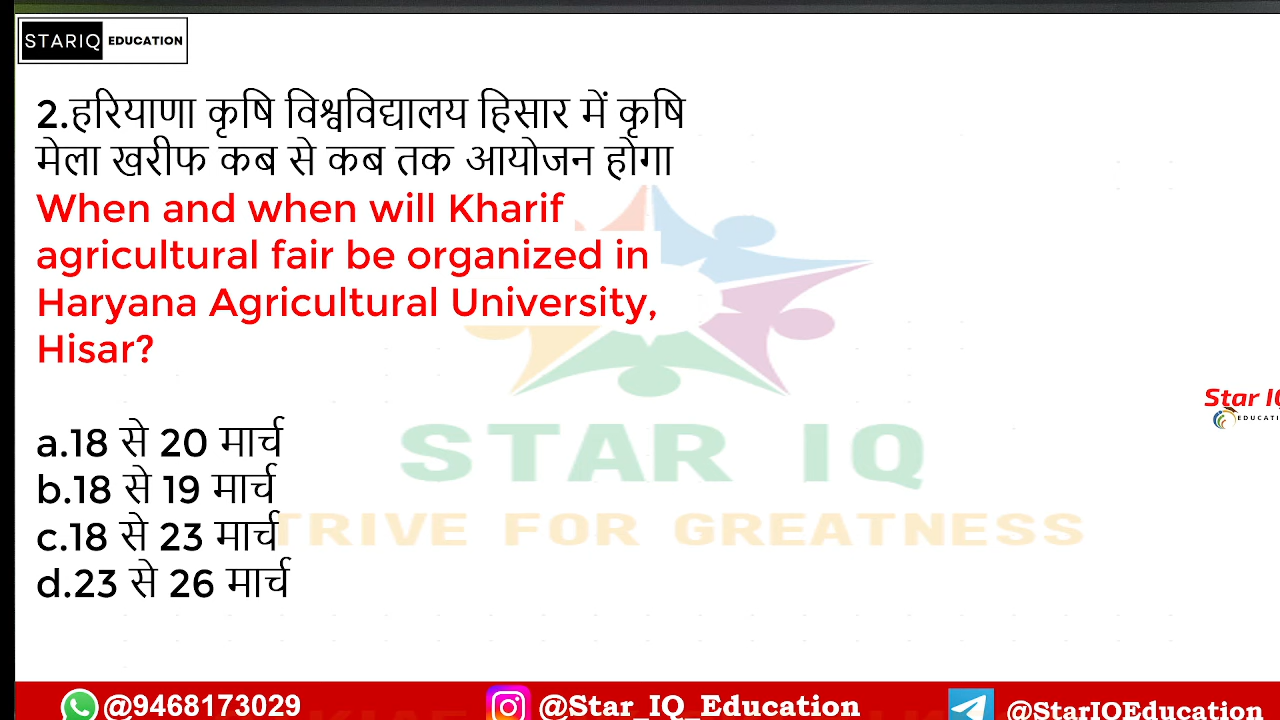 STARIQ EDUCATION
2.हरियाणा कृषि विश्वविद्यालय हिसार में कृषि
मेला खरीफ कब से कब तक आयोजन होगा
When and when will Kharif
agricultural fair be organized in
Haryana Agricultural University,
Hisar?
a.18 से 20 मार्च
b.18 से 19 मार्च
c.18 से 23 मार्च
d.23 से 26 मार्च
Star IQ
EDUCATI
STAR IQ
TRIVE FOR GREATNESS
@9468173029
@Star_IQ_Education
@StarIQEducation